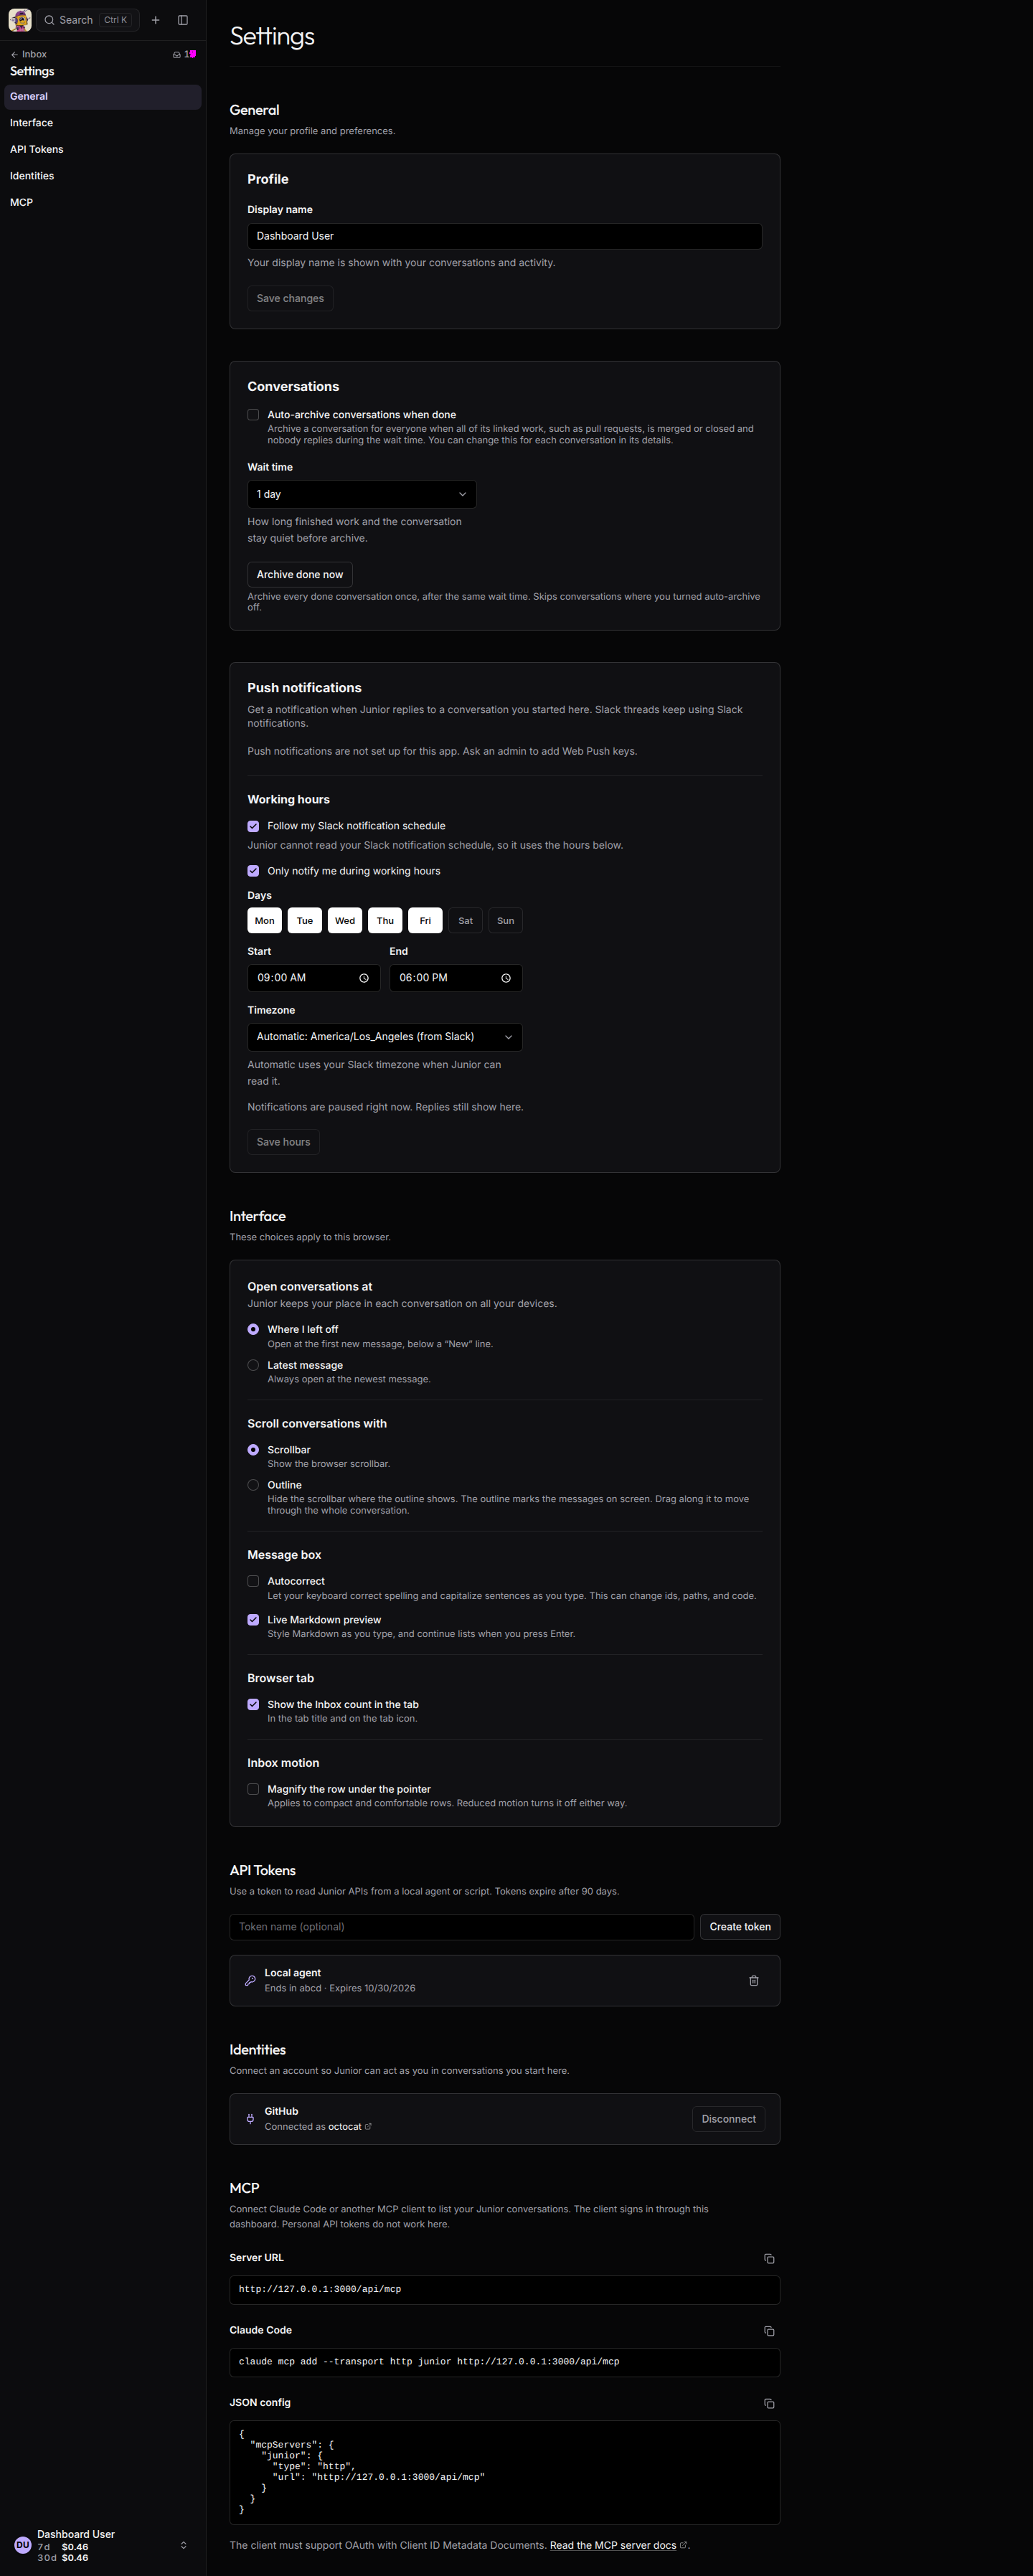 Search Ctrl K
Inbox
Settings
General
Interface
API Tokens
Identities
MCP
Settings
General
Manage your profile and preferences.
Profile
Display name
Dashboard User
Your display name is shown with your conversations and activity.
Save changes
Conversations
Auto-archive conversations when done
Archive a conversation for everyone when all of its linked work, such as pull requests, is merged or closed and
nobody replies during the wait time. You can change this for each conversation in its details.
Wait time
1 day
How long finished work and the conversation
stay quiet before archive.
Archive done now
Archive every done conversation once, after the same wait time. Skips conversations where you turned auto-archive
off.
Push notifications
Get a notification when Junior replies to a conversation you started here. Slack threads keep using Slack
notifications.
Push notifications are not set up for this app. Ask an admin to add Web Push keys.
Working hours
Follow my Slack notification schedule
Junior cannot read your Slack notification schedule, so it uses the hours below.
Only notify me during working hours
Days
Mon Tue Wed Thu Fri Sat Sun
Start End
09:00 AM 06:00 PM
Timezone
Automatic: America/Los_Angeles (from Slack)
Automatic uses your Slack timezone when Junior can
read it.
Notifications are paused right now. Replies still show here.
Save hours
Interface
These choices apply to this browser.
Open conversations at
Junior keeps your place in each conversation on all your devices.
Where I left off
Open at the first new message, below a “New” line.
Latest message
Always open at the newest message.
Scroll conversations with
Scrollbar
Show the browser scrollbar.
Outline
Hide the scrollbar where the outline shows. The outline marks the messages on screen. Drag along it to move
through the whole conversation.
Message box
Autocorrect
Let your keyboard correct spelling and capitalize sentences as you type. This can change ids, paths, and code.
Live Markdown preview
Style Markdown as you type, and continue lists when you press Enter.
Browser tab
Show the Inbox count in the tab
In the tab title and on the tab icon.
Inbox motion
Magnify the row under the pointer
Applies to compact and comfortable rows. Reduced motion turns it off either way.
API Tokens
Use a token to read Junior APIs from a local agent or script. Tokens expire after 90 days.
Token name (optional) Create token
Local agent
Ends in abcd · Expires 10/30/2026
Identities
Connect an account so Junior can act as you in conversations you start here.
GitHub
Connected as octocat
Disconnect
MCP
Connect Claude Code or another MCP client to list your Junior conversations. The client signs in through this
dashboard. Personal API tokens do not work here.
Server URL
http://127.0.0.1:3000/api/mcp
Claude Code
claude mcp add --transport http junior http://127.0.0.1:3000/api/mcp
JSON config
{
"mcpServers": {
"junior": {
"type": "http",
"url": "http://127.0.0.1:3000/api/mcp"
}
}
}
The client must support OAuth with Client ID Metadata Documents. Read the MCP server docs .
DU
Dashboard User
7d $0.46
30d $0.46